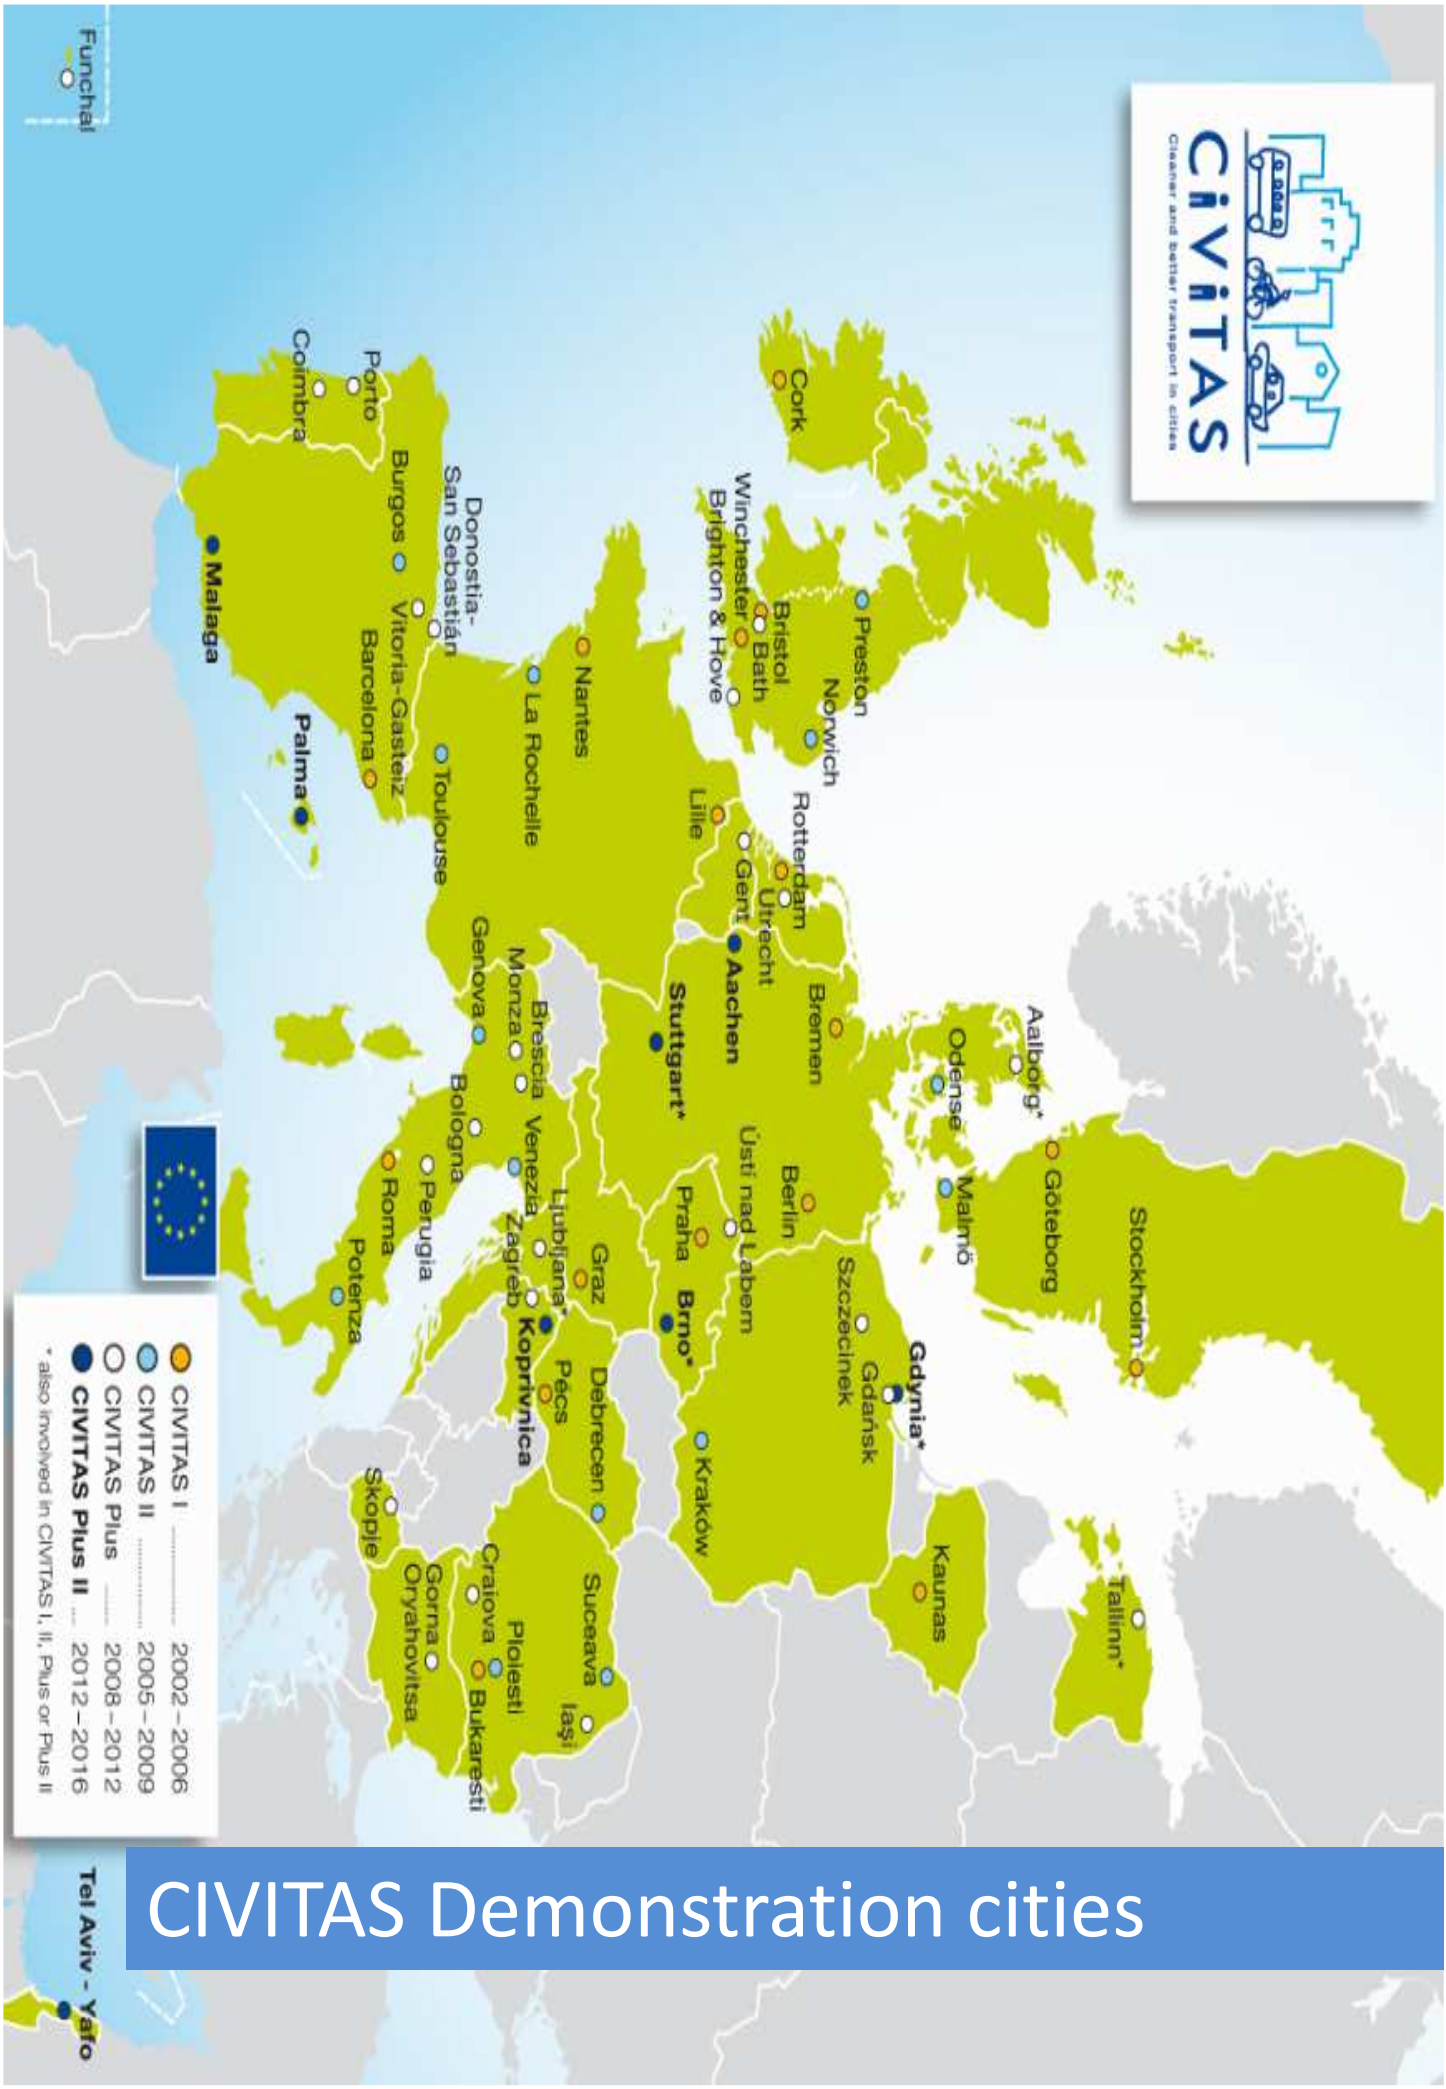 CiViTAS
Cleaner and better transport in cities
Funchal
Cork
Porto
Coimbra
Burgos
Donostia-
San Sebastián
Vitoria-Gasteiz
Barcelona
Malaga
Palma
Winchester
Brighton & Hove
Bristol
Bath
Preston
Norwich
Nantes
La Rochelle
Toulouse
Lille
Rotterdam
Gent
Utrecht
Aachen
Bremen
Stuttgart*
Genova
Monza
Brescia
Bologna
Venezia
Aalborg*
Odense
Malmö
Göteborg
Stockholm
Berlin
Ústí nad Labem
Praha
Brno*
Graz
Ljubljana*
Zagreb
Koprivnica
Perugia
Roma
Potenza
Szczecinek
Gdynia*
Gdańsk
Pécs
Debrecen
Kraków
Kaunas
Tallinn*
Skopje
Craiova
Gorna
Oryahovitsa
Ploiesti
Bukaresti
Suceava
Iaşi
CIVITAS I ................ 2002–2006
CIVITAS II ............... 2005–2009
CIVITAS Plus ...... 2008–2012
CIVITAS Plus II .... 2012–2016
* also involved in CIVITAS I, II, Plus or Plus II
Tel Aviv - Yafo
CIVITAS Demonstration cities